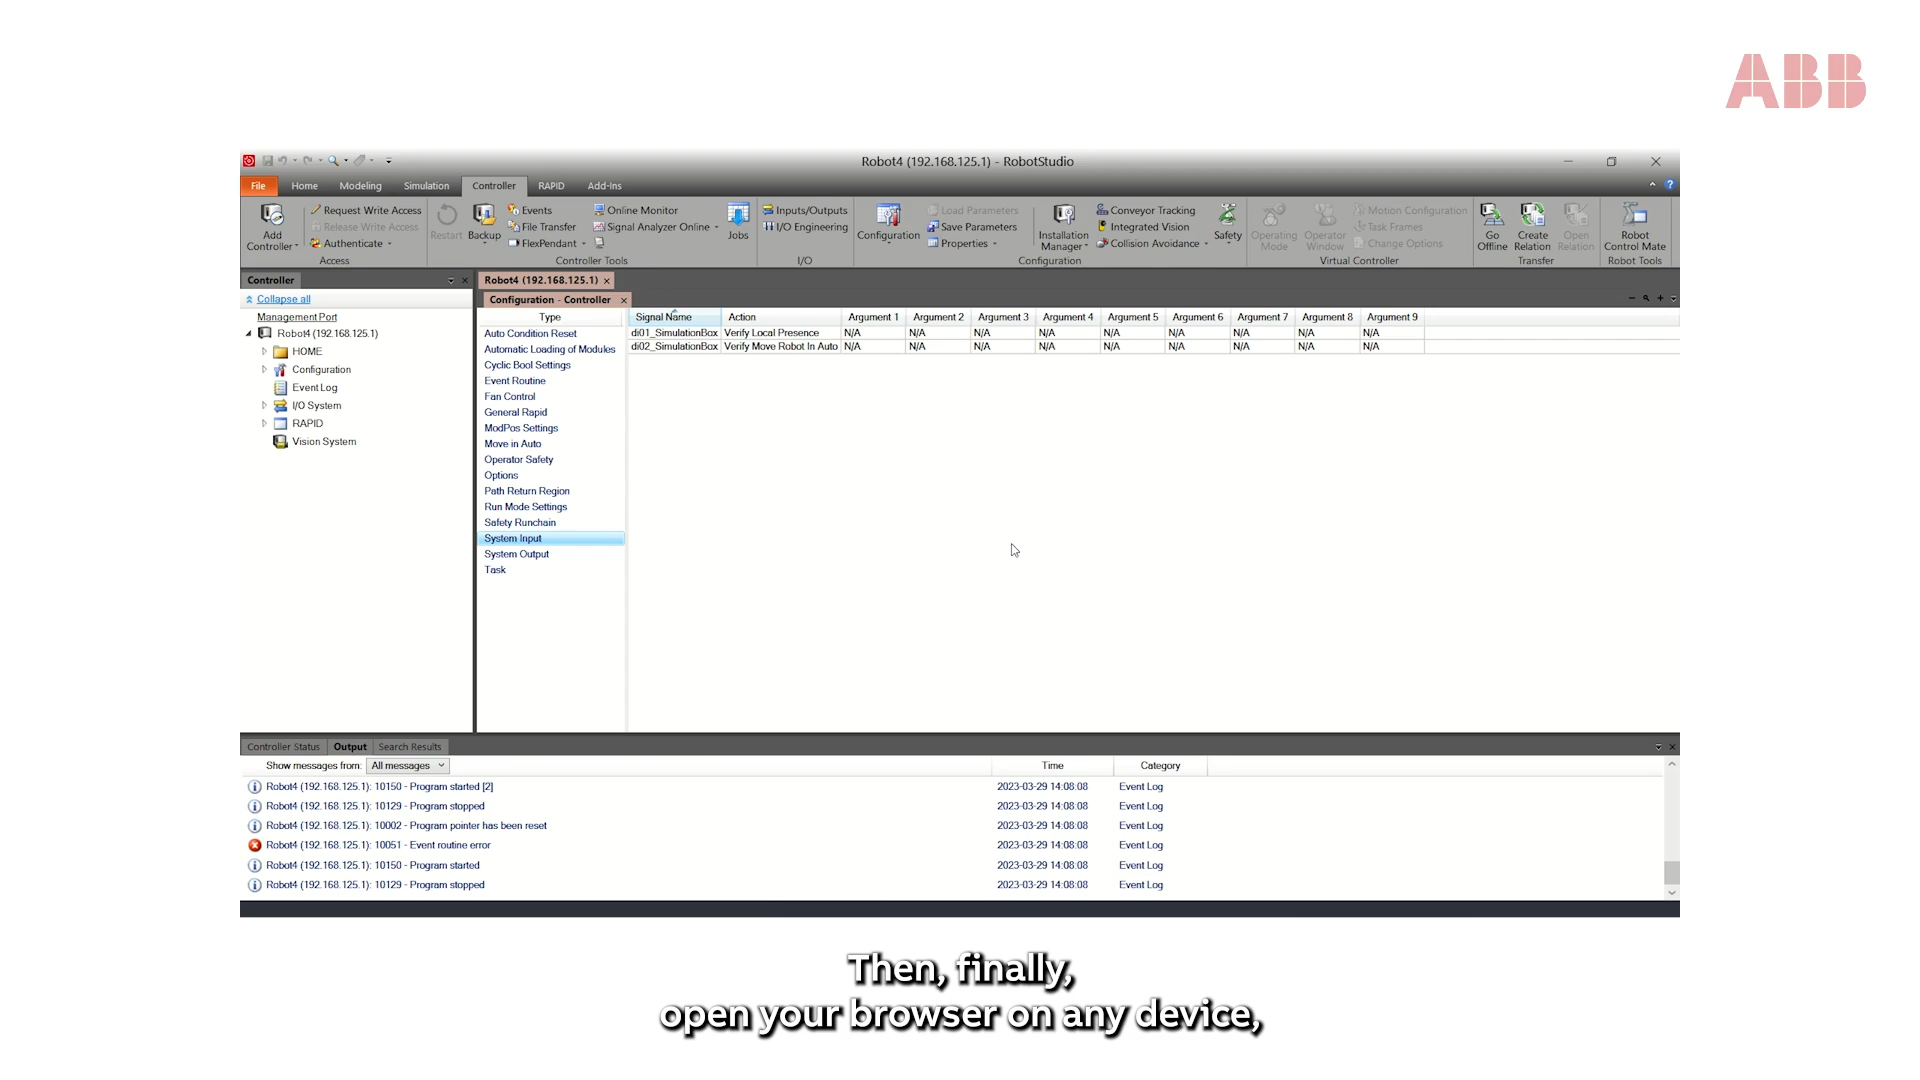 ABB
Robot4 (192.168.125.1) - RobotStudio
File Home Modeling Simulation Controller RAPID Add-Ins
Add Controller
Request Write Access
Release Write Access
Authenticate
Access
Restart
Backup
Events
File Transfer
FlexPendant
Online Monitor
Signal Analyzer Online
Jobs
Controller Tools
Inputs/Outputs
I/O Engineering
I/O
Configuration
Load Parameters
Save Parameters
Properties
Installation Manager
Conveyor Tracking
Integrated Vision
Collision Avoidance
Safety
Configuration
Operating Mode
Operator Window
Motion Configuration
Task Frames
Change Options
Virtual Controller
Go Offline
Create Relation
Open Relation
Transfer
Robot Control Mate
Robot Tools
Controller
Collapse all
Management Port
Robot4 (192.168.125.1)
HOME
Configuration
Event Log
I/O System
RAPID
Vision System
Robot4 (192.168.125.1)
Configuration - Controller
Type
Auto Condition Reset
Automatic Loading of Modules
Cyclic Bool Settings
Event Routine
Fan Control
General Rapid
ModPos Settings
Move in Auto
Operator Safety
Options
Path Return Region
Run Mode Settings
Safety Runchain
System Input
System Output
Task
Signal Name Action Argument 1 Argument 2 Argument 3 Argument 4 Argument 5 Argument 6 Argument 7 Argument 8 Argument 9
di01_SimulationBox Verify Local Presence N/A N/A N/A N/A N/A N/A N/A N/A N/A
di02_SimulationBox Verify Move Robot In Auto N/A N/A N/A N/A N/A N/A N/A N/A N/A
Controller Status Output Search Results
Show messages from: All messages Time Category
Robot4 (192.168.125.1): 10150 - Program started [2] 2023-03-29 14:08:08 Event Log
Robot4 (192.168.125.1): 10129 - Program stopped 2023-03-29 14:08:08 Event Log
Robot4 (192.168.125.1): 10002 - Program pointer has been reset 2023-03-29 14:08:08 Event Log
Robot4 (192.168.125.1): 10051 - Event routine error 2023-03-29 14:08:08 Event Log
Robot4 (192.168.125.1): 10150 - Program started 2023-03-29 14:08:08 Event Log
Robot4 (192.168.125.1): 10129 - Program stopped 2023-03-29 14:08:08 Event Log
Then, finally,
open your browser on any device,